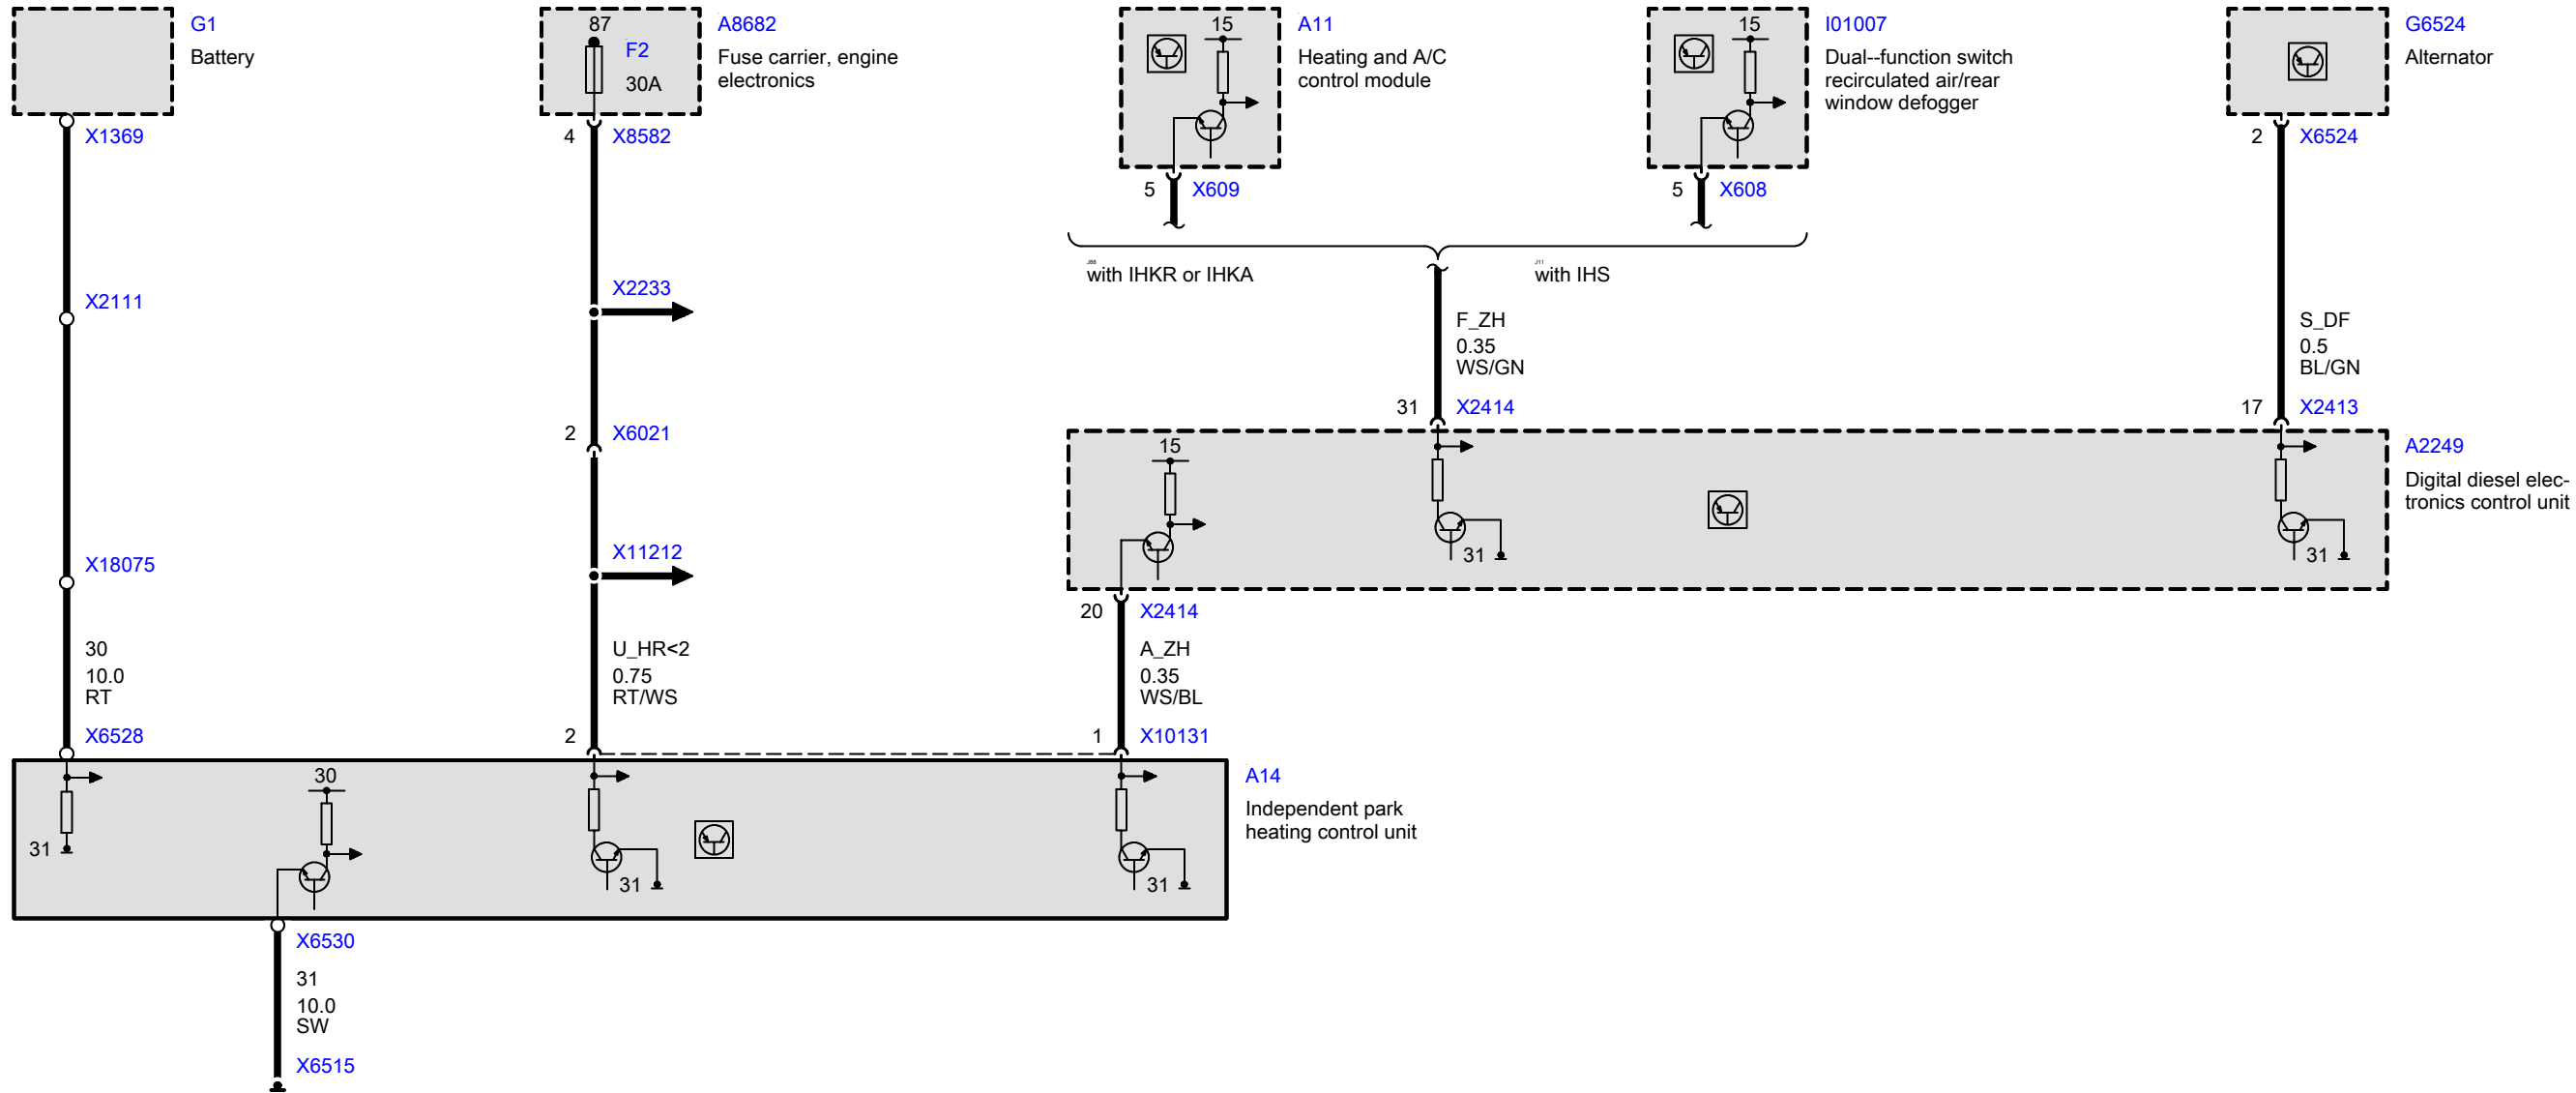 G1
Battery
87
F2
30A
A8682
Fuse carrier, engine
electronics
15
A11
Heating and A/C
control module
15
I01007
Dual--function switch
recirculated air/rear
window defogger
G6524
Alternator
X1369
4 X8582
5 X609
5 X608
2 X6524
with IHKR or IHKA
with IHS
X2111
X2233
F_ZH
0.35
WS/GN
S_DF
0.5
BL/GN
31 X2414
17 X2413
2 X6021
15
31
31
A2249
Digital diesel elec-
tronics control unit
X18075
X11212
20 X2414
30
10.0
RT
U_HR<2
0.75
RT/WS
A_ZH
0.35
WS/BL
X6528
2
1 X10131
31
30
31
31
A14
Independent park
heating control unit
X6530
31
10.0
SW
X6515